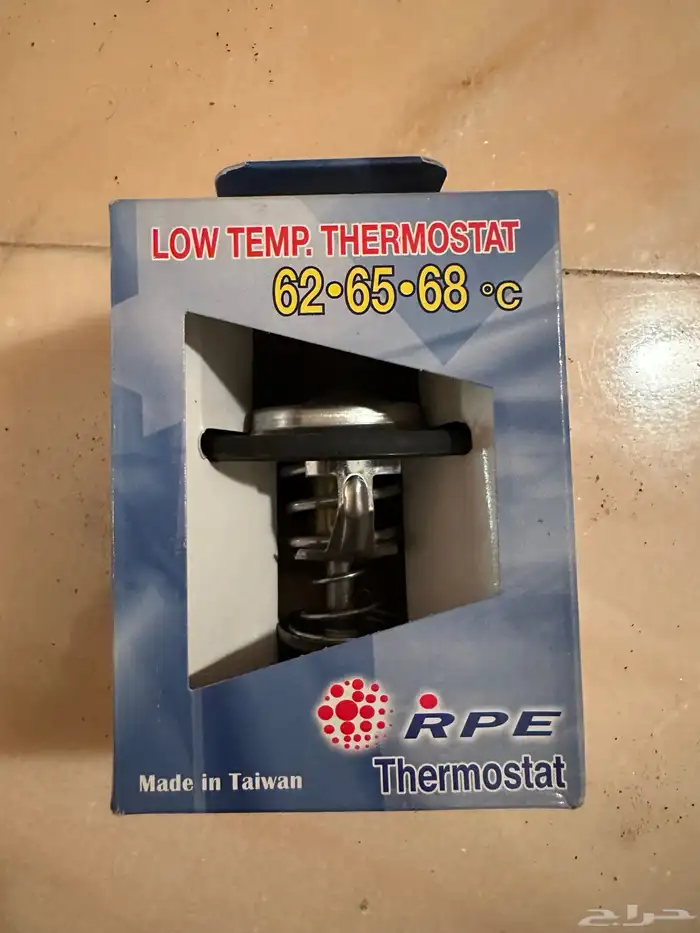 LOW TEMP. THERMOSTAT
62•65•68 °C
RPE
Made in Taiwan
Thermostat
حراج